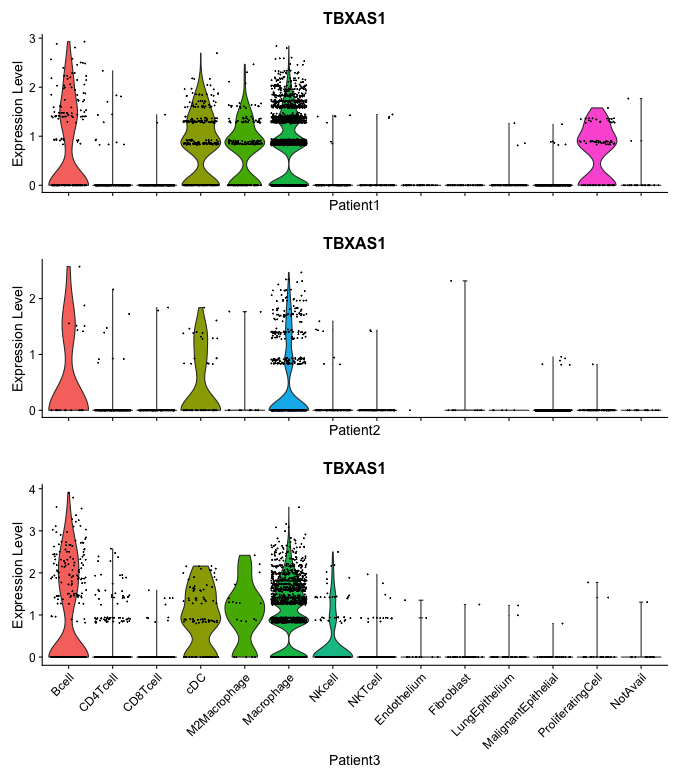 TBXAS1
Expression Level
3
2
1
0
Patient1
TBXAS1
Expression Level
2
1
0
Patient2
TBXAS1
Expression Level
4
3
2
1
0
Bcell
CD4Tcell
CD8Tcell
cDC
M2Macrophage
Macrophage
NKcell
NKTcell
Endothelium
Fibroblast
LungEpithelium
MalignantEpithelial
ProliferatingCell
NotAvail
Patient3